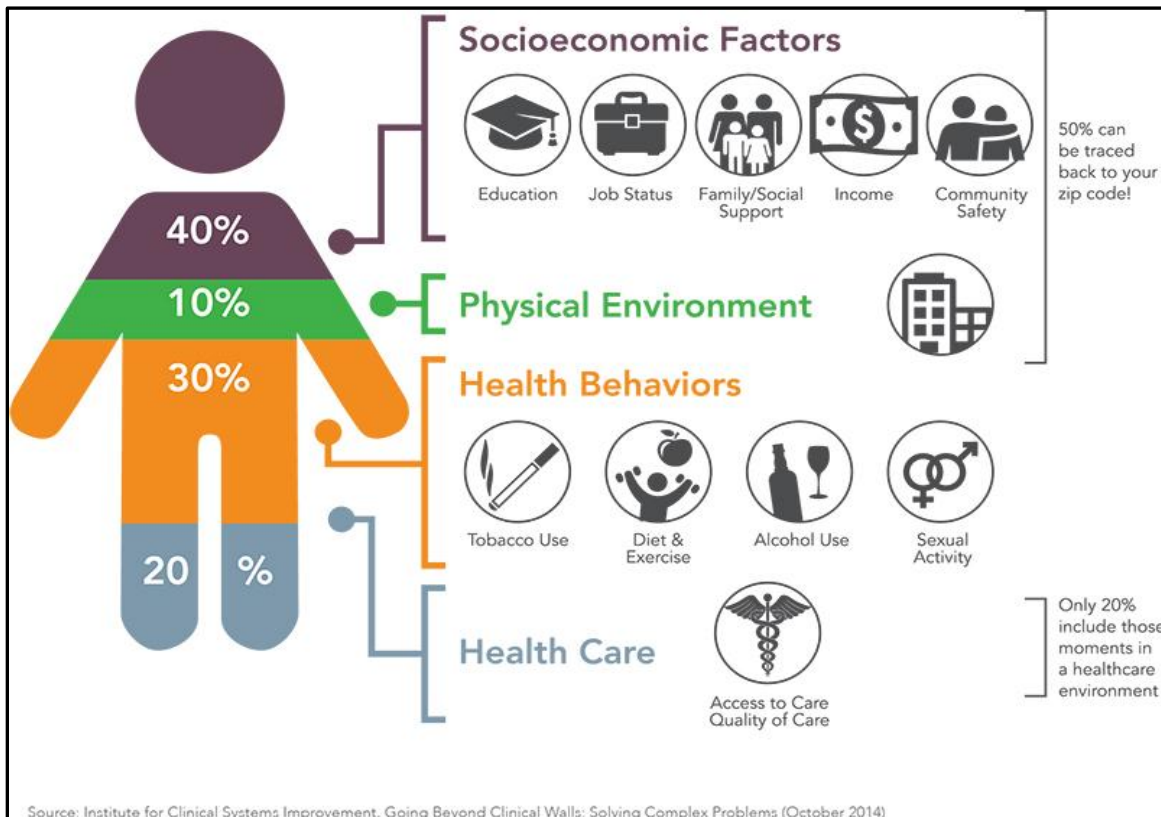 Socioeconomic Factors
Education
Job Status
Family/Social
Support
Income
Community
Safety
50% can
be traced
back to your
zip code!
40%
10%
Physical Environment
30%
Health Behaviors
Tobacco Use
Diet &
Exercise
Alcohol Use
Sexual
Activity
20 %
Health Care
Access to Care
Quality of Care
Only 20%
include those
moments in
a healthcare
environment
Source: Institute for Clinical Systems Improvement, Going Beyond Clinical Walls: Solving Complex Problems (October 2014)